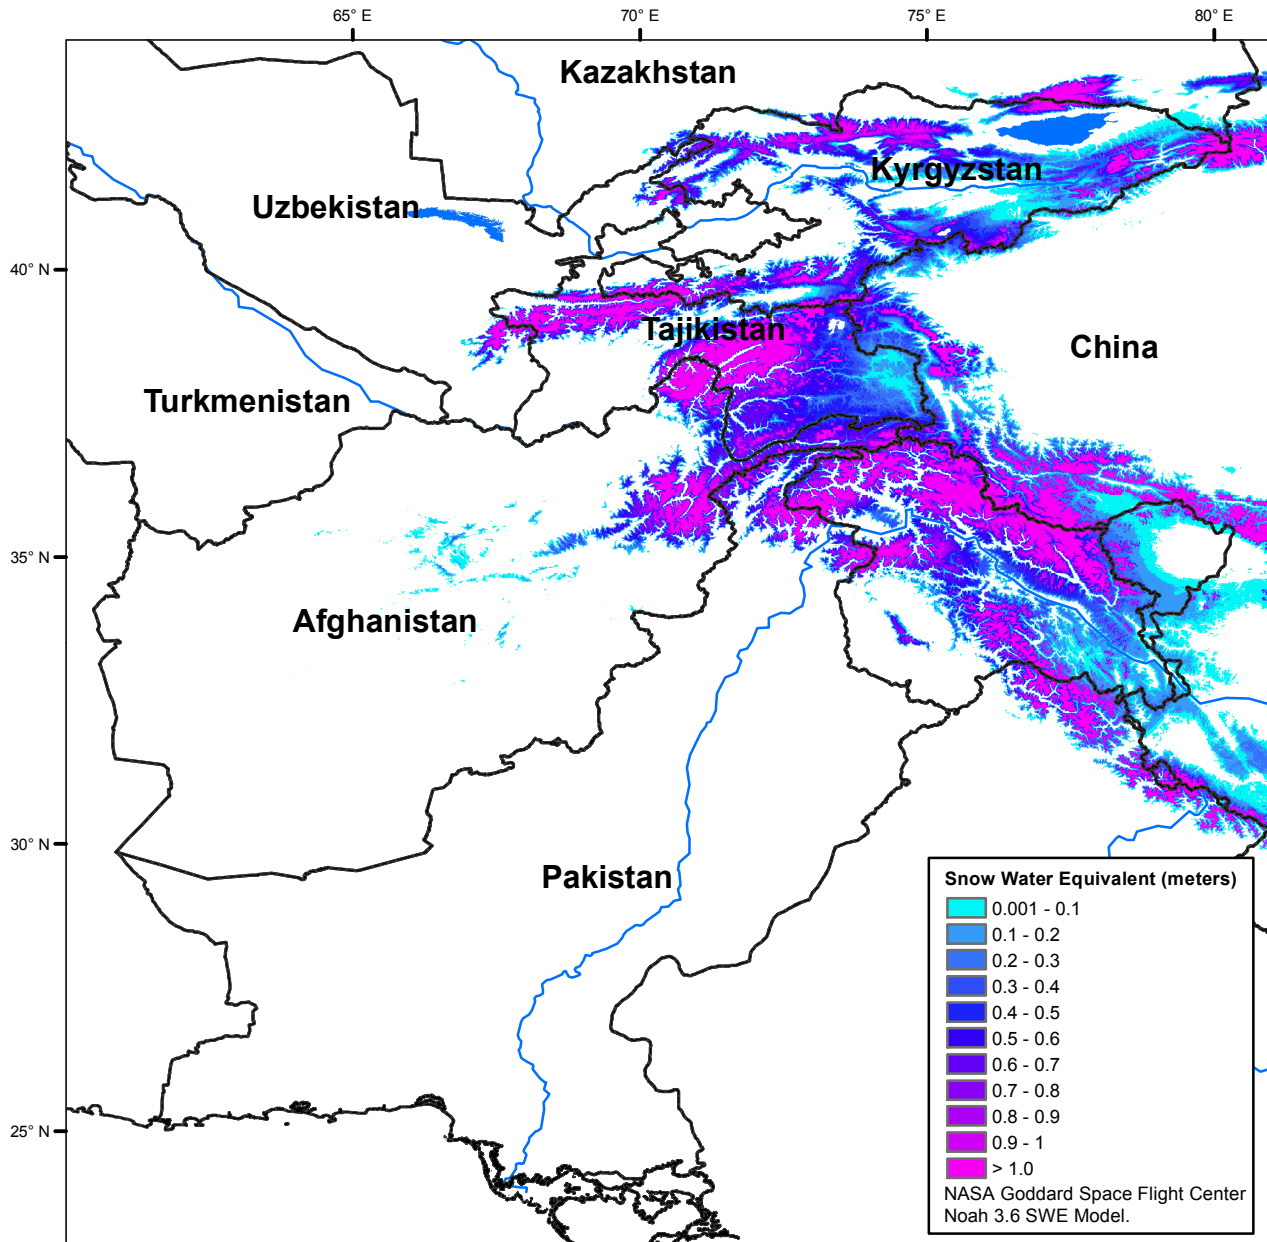 65° E
70° E
75° E
80° E
Kazakhstan
Kyrgyzstan
Uzbekistan
40° N
Tajikistan
China
Turkmenistan
35° N
Afghanistan
30° N
Pakistan
25° N
Snow Water Equivalent (meters)
0.001 - 0.1
0.1 - 0.2
0.2 - 0.3
0.3 - 0.4
0.4 - 0.5
0.5 - 0.6
0.6 - 0.7
0.7 - 0.8
0.8 - 0.9
0.9 - 1
> 1.0
NASA Goddard Space Flight Center
Noah 3.6 SWE Model.